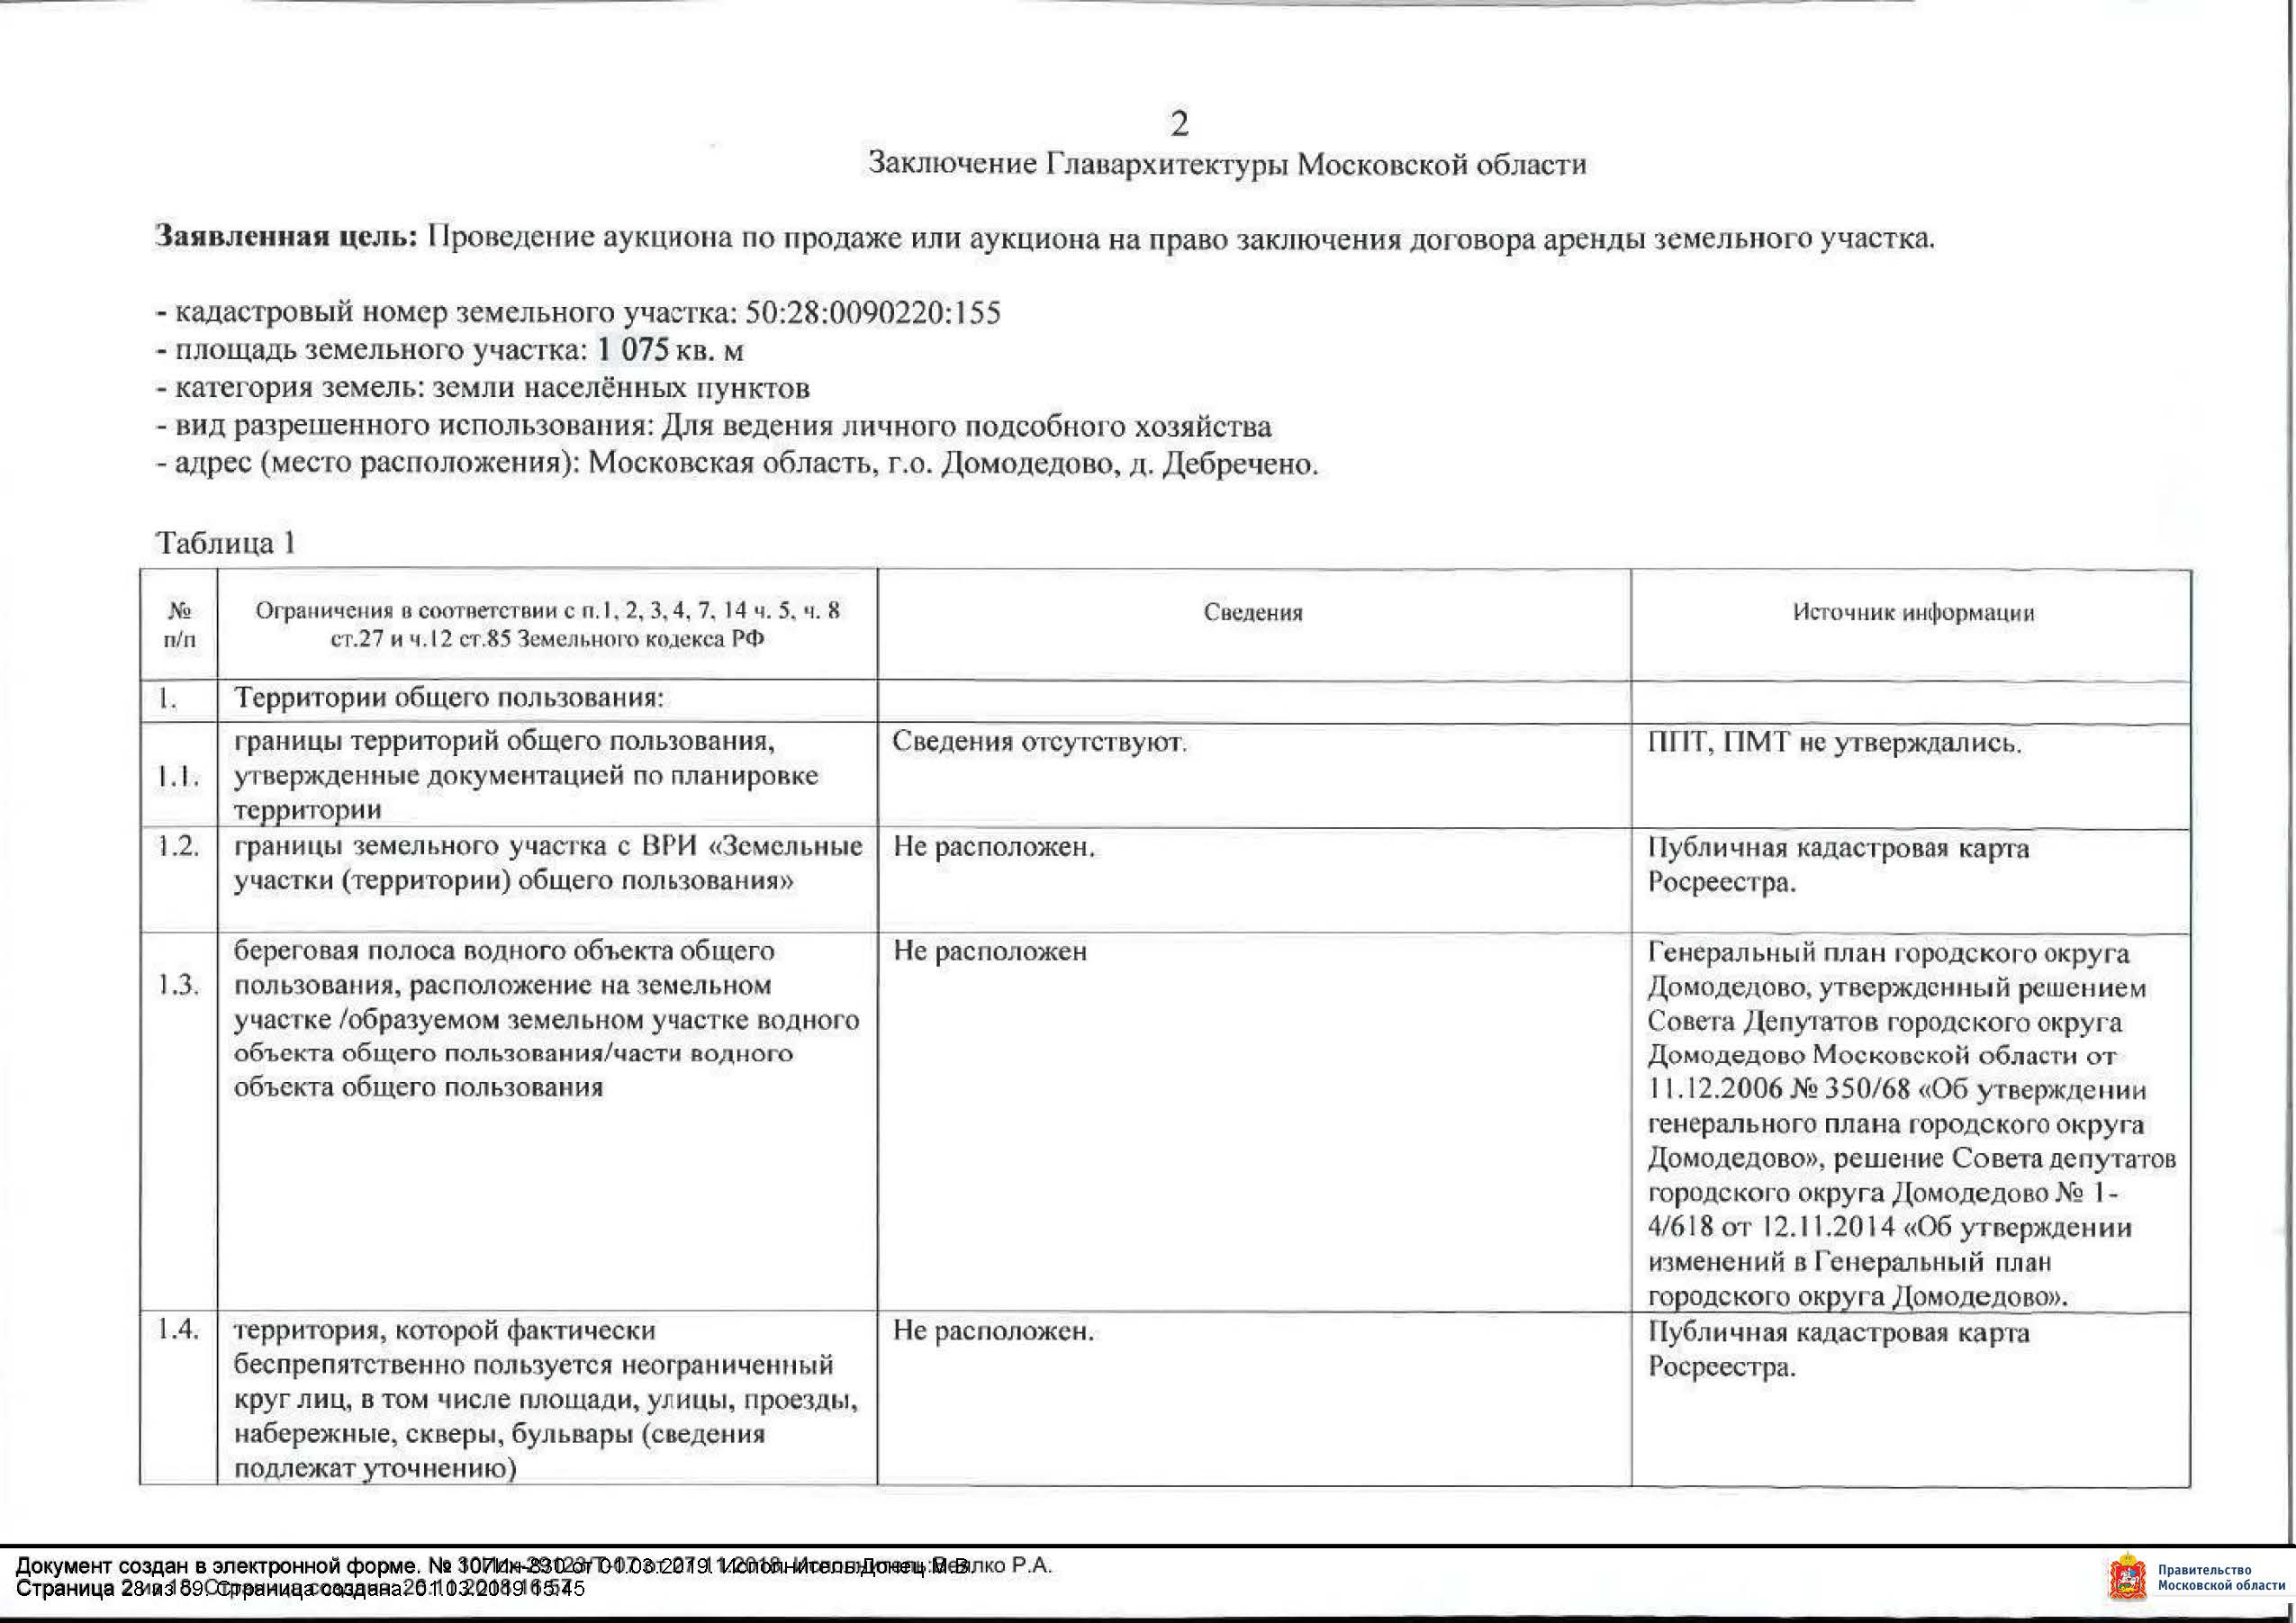 2
Заключение Главархитектуры Московской области
Заявленная цель: Проведение аукциона по продаже или аукциона на право заключения договора аренды земельного участка.
- кадастровый номер земельного участка: 50:28:0090220:155
- площадь земельного участка: 1 075 кв. м
- категория земель: земли населённых пунктов
- вид разрешенного использования: Для ведения личного подсобного хозяйства
- адрес (место расположения): Московская область, г.о. Домодедово, д. Дебречено.
Таблица 1
№
п/п
Ограничения в соответствии с п.1, 2, 3, 4, 7, 14 ч. 5, ч. 8
ст.27 и ч.12 ст.85 Земельного кодекса РФ
Сведения
Источник информации
1.
Территории общего пользования:
1.1.
границы территорий общего пользования,
утвержденные документацией по планировке
территории
Сведения отсутствуют.
ППТ, ПМТ не утверждались.
1.2.
границы земельного участка с ВРИ «Земельные
участки (территории) общего пользования»
Не расположен.
Публичная кадастровая карта
Росреестра.
1.3.
береговая полоса водного объекта общего
пользования, расположение на земельном
участке /образуемом земельном участке водного
объекта общего пользования/части водного
объекта общего пользования
Не расположен
Генеральный план городского округа
Домодедово, утвержденный решением
Совета Депутатов городского округа
Домодедово Московской области от
11.12.2006 № 350/68 «Об утверждении
генерального плана городского округа
Домодедово», решение Совета депутатов
городского округа Домодедово № 1-
4/618 от 12.11.2014 «Об утверждении
изменений в Генеральный план
городского округа Домодедово».
1.4.
территория, которой фактически
беспрепятственно пользуется неограниченный
круг лиц, в том числе площади, улицы, проезды,
набережные, скверы, бульвары (сведения
подлежат уточнению)
Не расположен.
Публичная кадастровая карта
Росреестра.
Документ создан в электронной форме. №
Страница
Правительство
Московской области